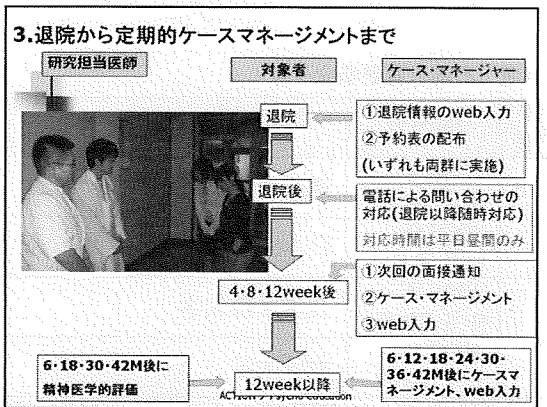 3.退院から定期的ケースマネージメントまで
研究担当医師
対象者
ケース・マネージャー
退院
①退院情報のweb入力
②予約表の配布
(いずれも両群に実施)
退院後
電話による問い合わせの
対応(退院以降随時対応)
対応時間は平日昼間のみ
4・8・12week後
①次回の面接通知
②ケース・マネージメント
③web入力
6・18・30・42M後に
精神医学的評価
12week以降
6・12・18・24・30・
36・42M後にケースマ
ネージメント、web入力